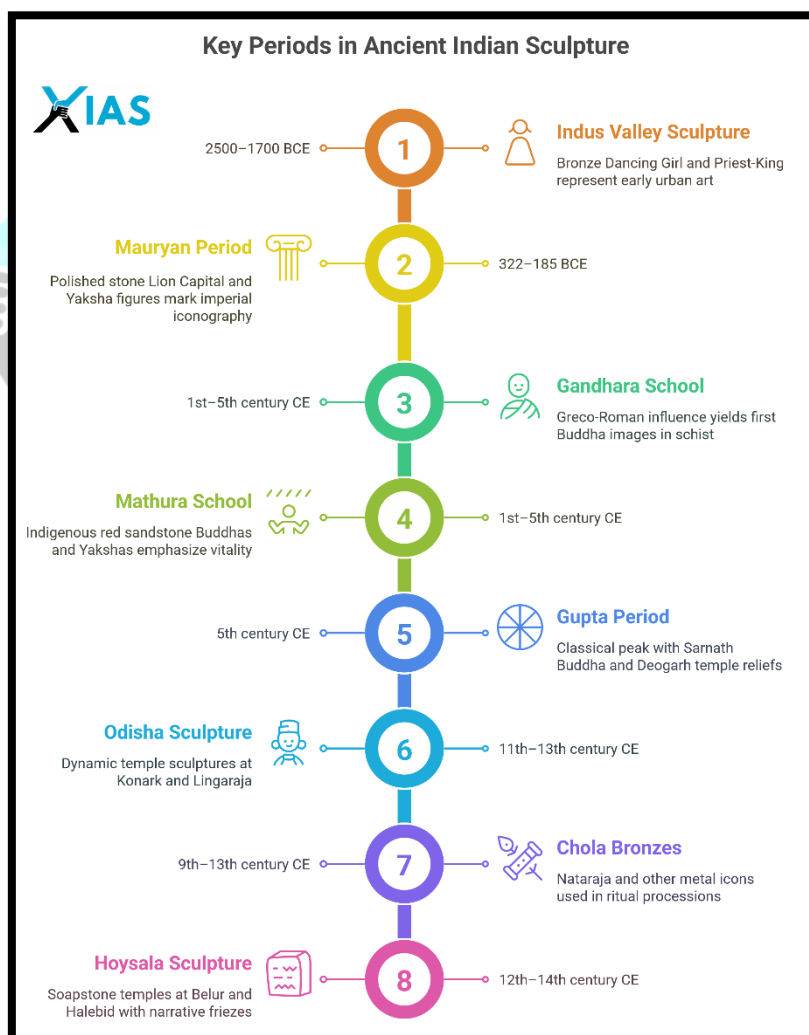 Key Periods in Ancient Indian Sculpture
XIAS
2500–1700 BCE
1
Indus Valley Sculpture
Bronze Dancing Girl and Priest-King
represent early urban art
Mauryan Period
Polished stone Lion Capital and
Yaksha figures mark imperial
iconography
2
322–185 BCE
1st–5th century CE
3
Gandhara School
Greco-Roman influence yields first
Buddha images in schist
Mathura School
Indigenous red sandstone Buddhas
and Yakshas emphasize vitality
4
1st–5th century CE
5th century CE
5
Gupta Period
Classical peak with Sarnath
Buddha and Deogarh temple reliefs
Odisha Sculpture
Dynamic temple sculptures at
Konark and Lingaraja
6
11th–13th century CE
9th–13th century CE
7
Chola Bronzes
Nataraja and other metal icons
used in ritual processions
Hoysala Sculpture
Soapstone temples at Belur and
Halebid with narrative friezes
8
12th–14th century CE